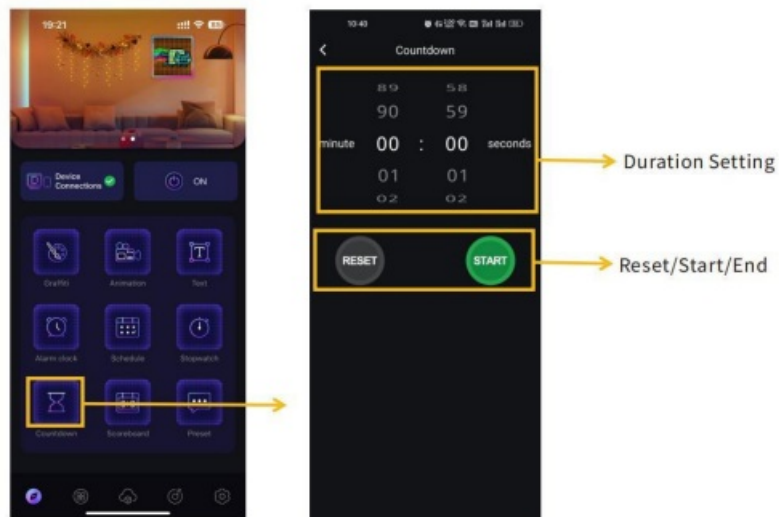 19:21
Device
Connections
ON
Graffiti
Animation
Text
Alarm clock
Schedule
Stopwatch
Countdown
Scoreboard
Preset
10:40
Countdown
89 58
90 59
minute 00 : 00 seconds
01 01
02 02
RESET START
Duration Setting
Reset/Start/End